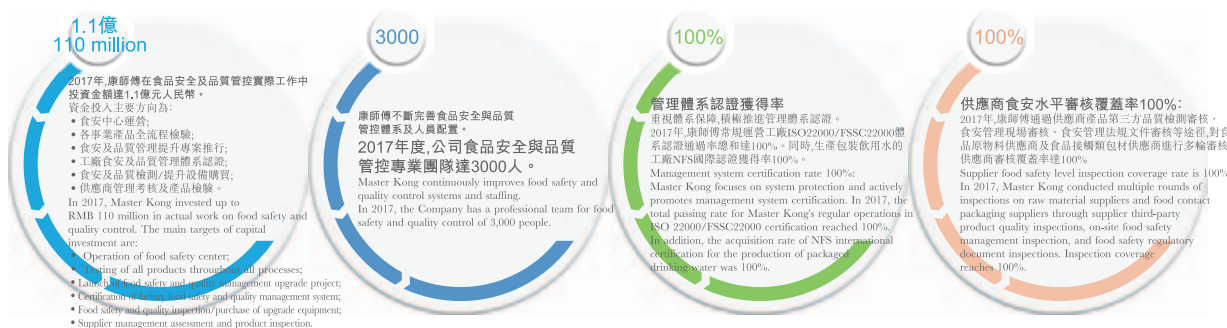 1.1億
110 million
2017年,康師傅在食品安全及品質管控實際工作中
投資金額達1.1億元人民幣。
資金投入主要方向為:
• 食安中心運營;
• 各事業產品全流程檢驗;
• 食安及品質管理提升專案推行;
• 工廠食安及品質管理體系認證;
• 食安及品質檢測/提升設備購買;
• 供應商管理考核及產品檢驗。
In 2017, Master Kong invested up to
RMB 110 million in actual work on food safety and
quality control. The main targets of capital
investment are:
• Operation of food safety center;
• Testing of all products throughout all processes;
• Launch of food safety and quality management upgrade project;
• Certification of factory food safety and quality management system;
• Food safety and quality inspection/purchase of upgrade equipment;
• Supplier management assessment and product inspection.
3000
康師傅不斷完善食品安全與品質
管控體系及人員配置。
2017年度,公司食品安全與品質
管控專業團隊達3000人。
Master Kong continuously improves food safety and
quality control systems and staffing.
In 2017, the Company has a professional team for food
safety and quality control of 3,000 people.
100%
管理體系認證獲得率
重視體系保障,積極推進管理體系認證。
2017年,康師傅常規運營工廠ISO22000/FSSC22000體
系認證通過率總和達100%。同時,生產包裝飲用水的
工廠NFS國際認證獲得率100%。
Management system certification rate 100%:
Master Kong focuses on system protection and actively
promotes management system certification. In 2017, the
total passing rate for Master Kong's regular operations in
ISO 22000/FSSC22000 certification reached 100%.
In addition, the acquisition rate of NFS international
certification for the production of packaged
drinking water was 100%.
100%
供應商食安水平審核覆蓋率100%:
2017年,康師傅通過供應商產品第三方品質檢測審核、
食安管理現場審核、食安管理法規文件審核等途徑,對食
品原物料供應商及食品接觸類包材供應商進行多輪審核
供應商審核覆蓋率達100%
Supplier food safety level inspection coverage rate is 100%
In 2017, Master Kong conducted multiple rounds of
inspections on raw material suppliers and food contact
packaging suppliers through supplier third-party
product quality inspections, on-site food safety
management inspection, and food safety regulatory
document inspections. Inspection coverage
reaches 100%.